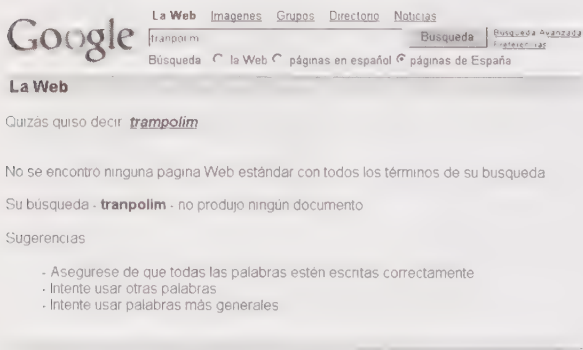 Google
La Web Imagenes Grupos Directorio Noticias
tranpolim Busqueda Busqueda Avanzada
Preferencias
Búsqueda la Web páginas en español páginas de España
La Web
Quizás quiso decir trampolim
No se encontro ninguna pagina Web estándar con todos los términos de su busqueda
Su búsqueda - tranpolim - no produjo ningún documento
Sugerencias
- Asegurese de que todas las palabras estén escritas correctamente
- Intente usar otras palabras
- Intente usar palabras más generales